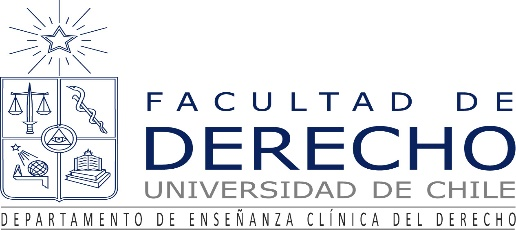 FACULTAD DE
DERECHO
UNIVERSIDAD DE CHILE
DEPARTAMENTO DE ENSEÑANZA CLÍNICA DEL DERECHO